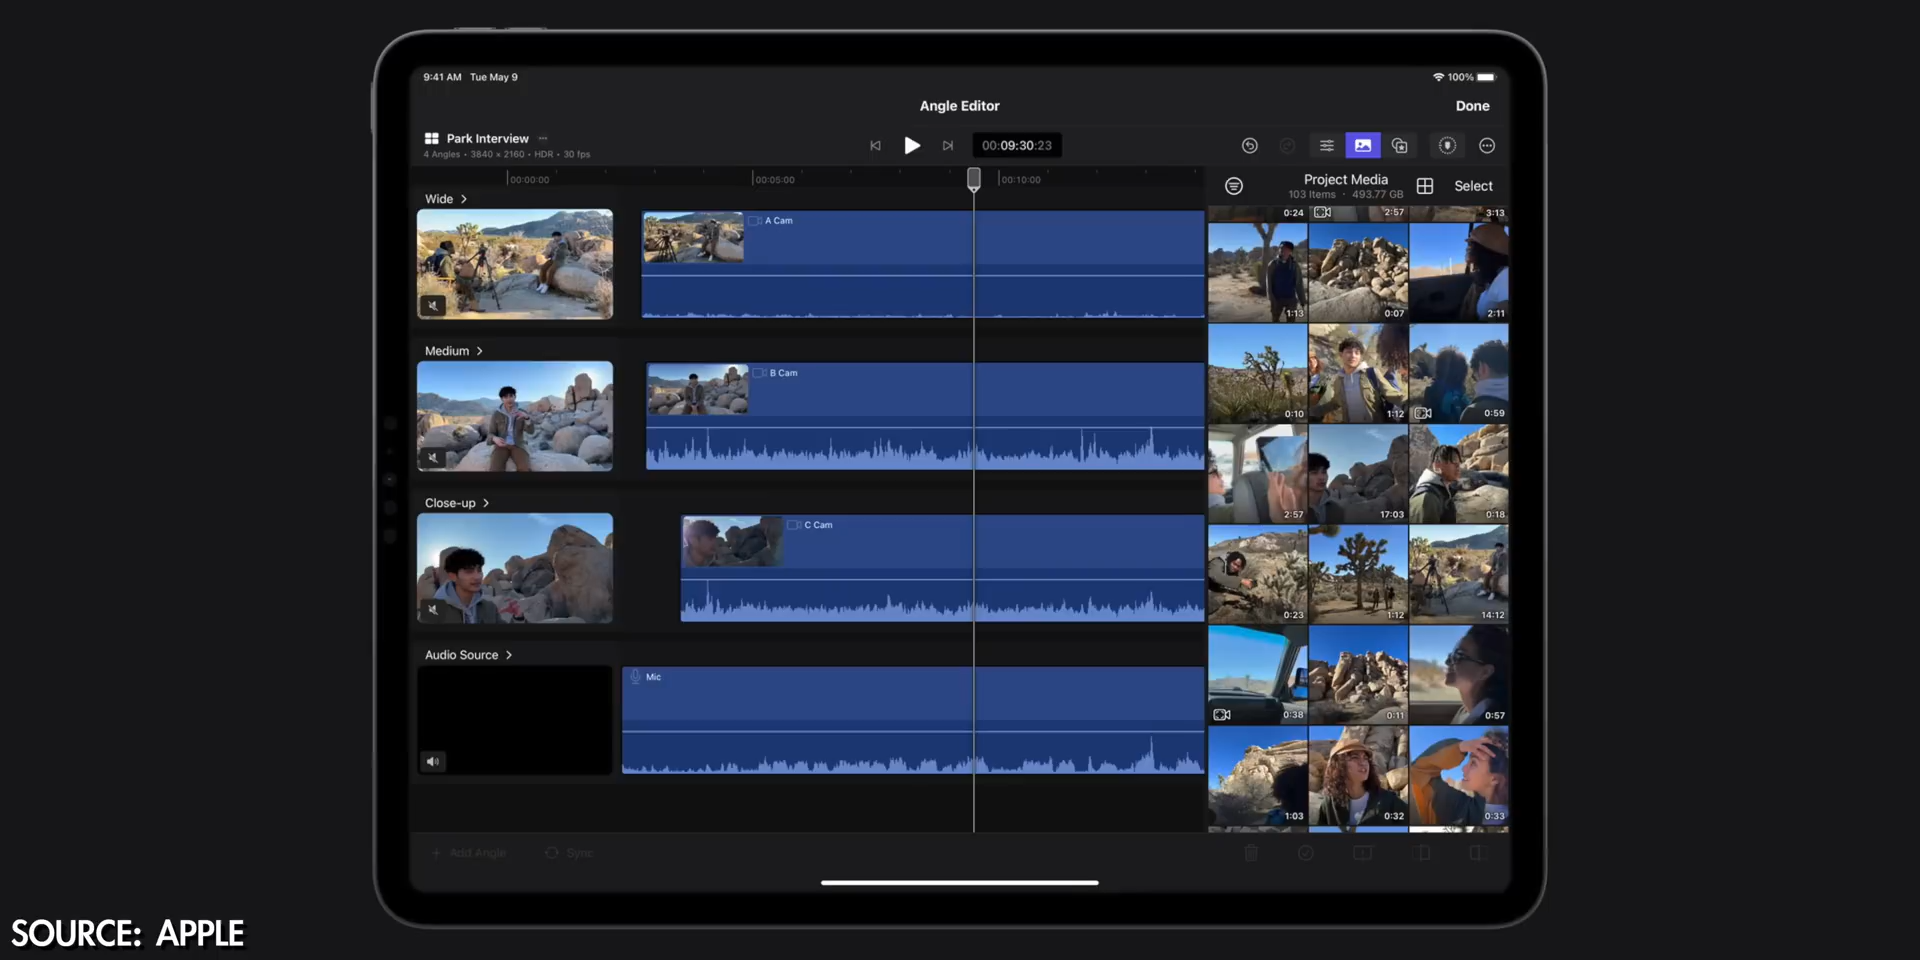 9:41 AM Tue May 9
100%
Angle Editor
Done
Park Interview
4 Angles • 3840 × 2160 • HDR • 30 fps
00:09:30:23
00:00:00
00:05:00
00:10:00
Project Media
103 Items · 493.77 GB
Select
Wide
A Cam
Medium
B Cam
Close-up
C Cam
Audio Source
Mic
0:24
2:57
3:13
1:13
0:07
2:11
0:10
1:12
0:59
2:57
17:03
0:18
0:23
1:12
14:12
0:38
0:11
0:57
1:03
0:32
0:33
+ Add Angle
Sync
SOURCE: APPLE